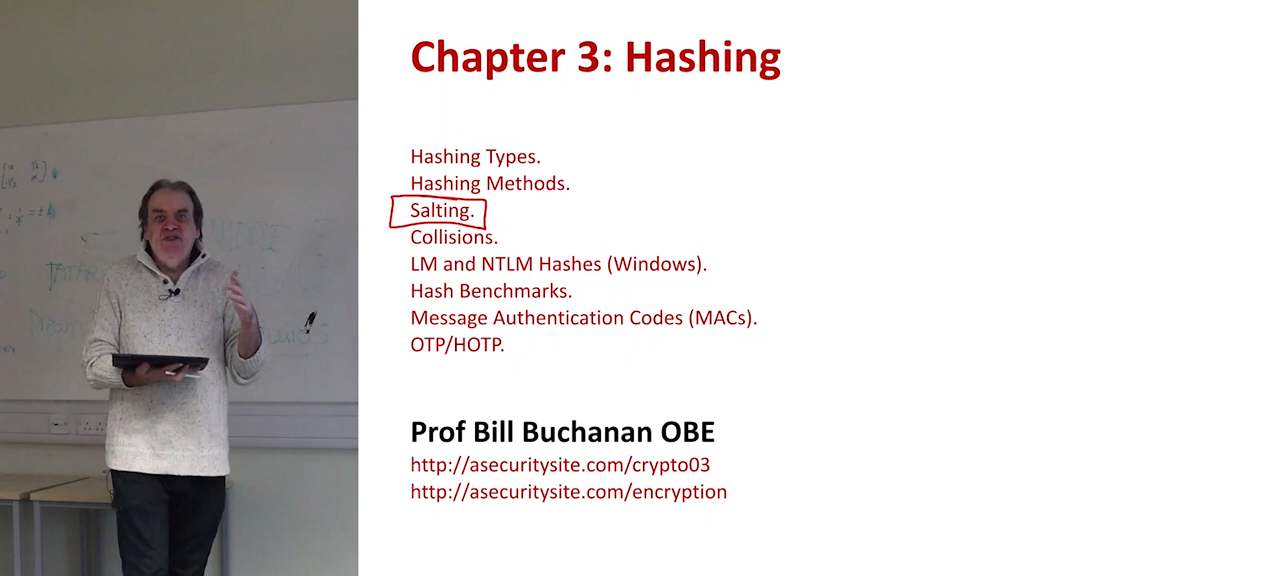 Chapter 3: Hashing
Hashing Types.
Hashing Methods.
Salting.
Collisions.
LM and NTLM Hashes (Windows).
Hash Benchmarks.
Message Authentication Codes (MACs).
OTP/HOTP.
Prof Bill Buchanan OBE
http://asecuritysite.com/crypto03
http://asecuritysite.com/encryption